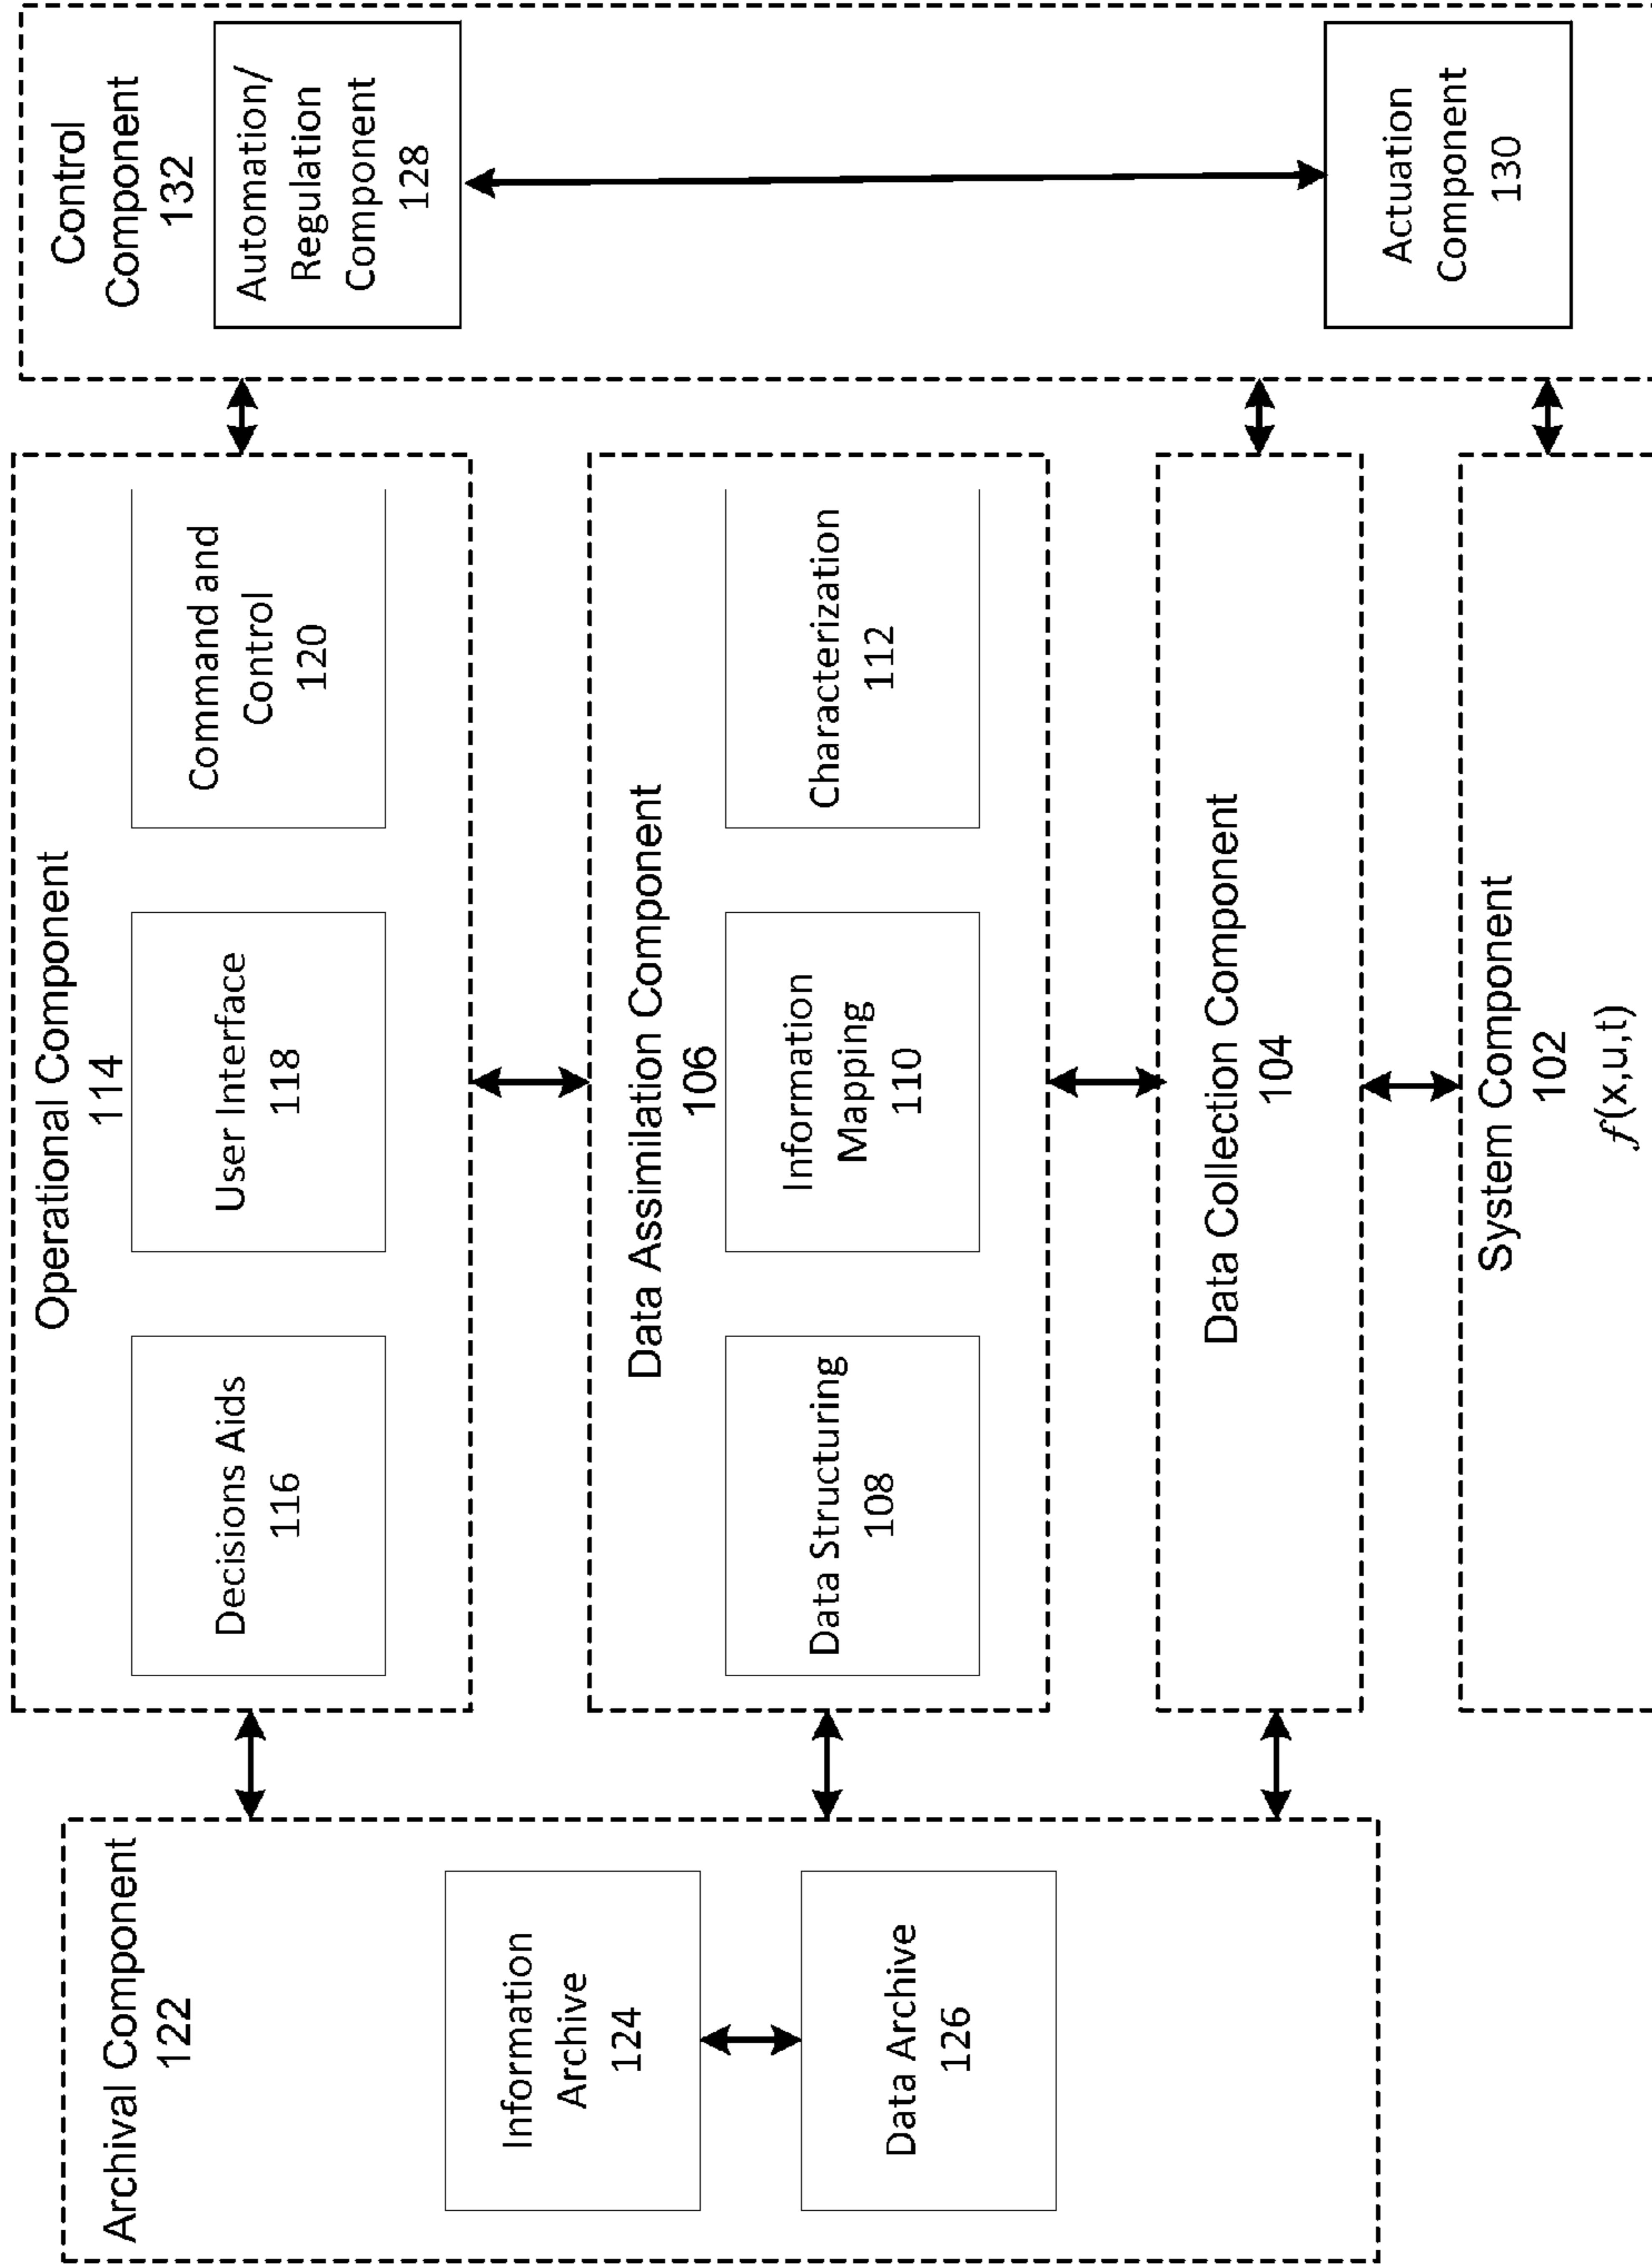 Archival Component
122
Information
Archive
124
Data Archive
126
Operational Component
114
Decisions Aids
116
User Interface
118
Command and
Control
120
Data Assimilation Component
106
Data Structuring
108
Information
Mapping
110
Characterization
112
Data Collection Component
104
System Component
102
f(x,u,t)
Control
Component
132
Automation/
Regulation
Component
128
Actuation
Component
130